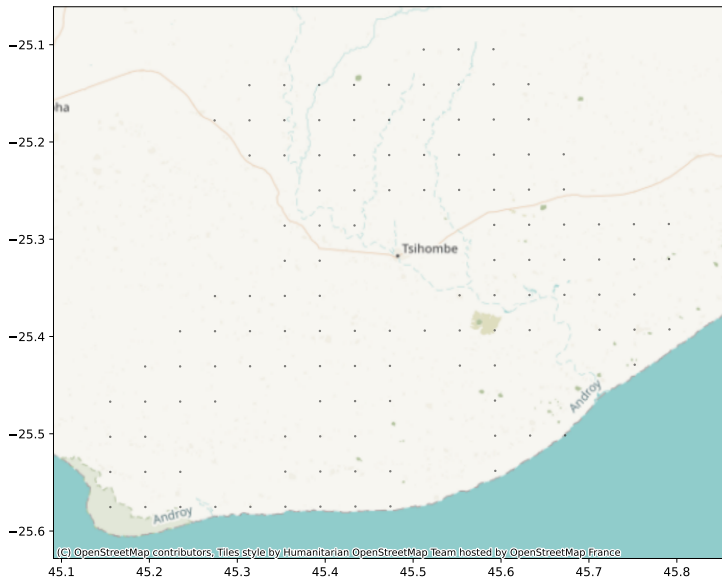 −25.1
ha
−25.2
−25.3
Tsihombe
−25.4
Androy
−25.5
Androy
−25.6
(C) OpenStreetMap contributors, Tiles style by Humanitarian OpenStreetMap Team hosted by OpenStreetMap France
45.1 45.2 45.3 45.4 45.5 45.6 45.7 45.8